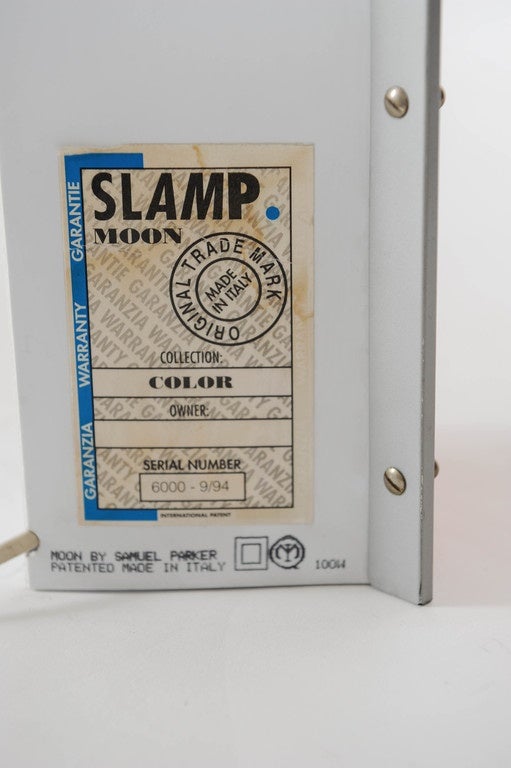 SLAMP.
MOON
ORIGINAL TRADE MARK
MADE
IN ITALY
COLLECTION:
COLOR
OWNER:
SERIAL NUMBER
6000 - 9/94
INTERNATIONAL PATENT
GARANZIA WARRANTY GARANTIE
MOON BY SAMUEL PARKER
PATENTED MADE IN ITALY
100W